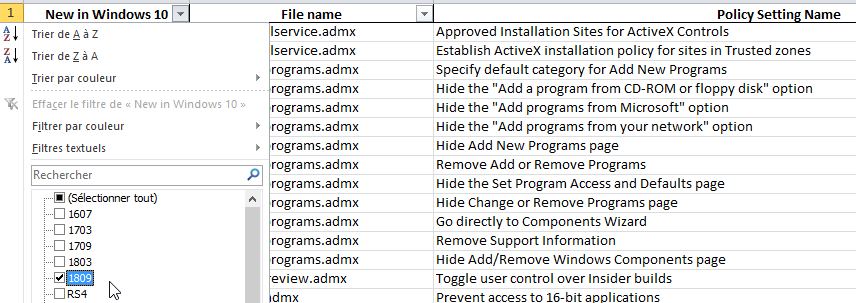 1 New in Windows 10 File name Policy Setting Name
Trier de A à Z lservice.admx Approved Installation Sites for ActiveX Controls
Trier de Z à A lservice.admx Establish ActiveX installation policy for sites in Trusted zones
Trier par couleur programs.admx Specify default category for Add New Programs
Effacer le filtre de « New in Windows 10 » programs.admx Hide the "Add a program from CD-ROM or floppy disk" option
programs.admx Hide the "Add programs from Microsoft" option
Filtrer par couleur programs.admx Hide the "Add programs from your network" option
Filtres textuels programs.admx Hide Add New Programs page
Rechercher programs.admx Remove Add or Remove Programs
(Sélectionner tout) programs.admx Hide the Set Program Access and Defaults page
1607 programs.admx Hide Change or Remove Programs page
1703 programs.admx Go directly to Components Wizard
1709 programs.admx Remove Support Information
1803 programs.admx Hide Add/Remove Windows Components page
1809 review.admx Toggle user control over Insider builds
RS4 admx Prevent access to 16-bit applications